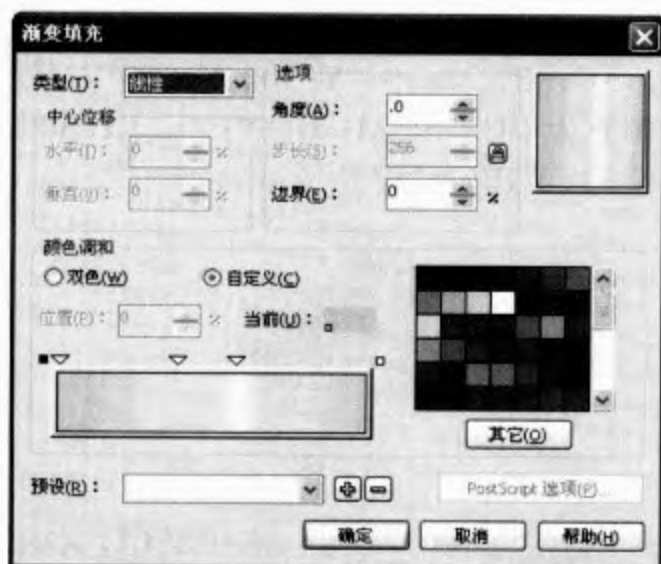 渐变填充
类型(T): 线性
选项
中心位移
角度(A): .0
水平(I): 0 %
步长(S): 256
垂直(V): 0 %
边界(E): 0 %
颜色调和
双色(W) 自定义(C)
位置(P): 0 % 当前(U):
其它(O)
预设(R):
PostScript 选项(P)...
确定 取消 帮助(H)